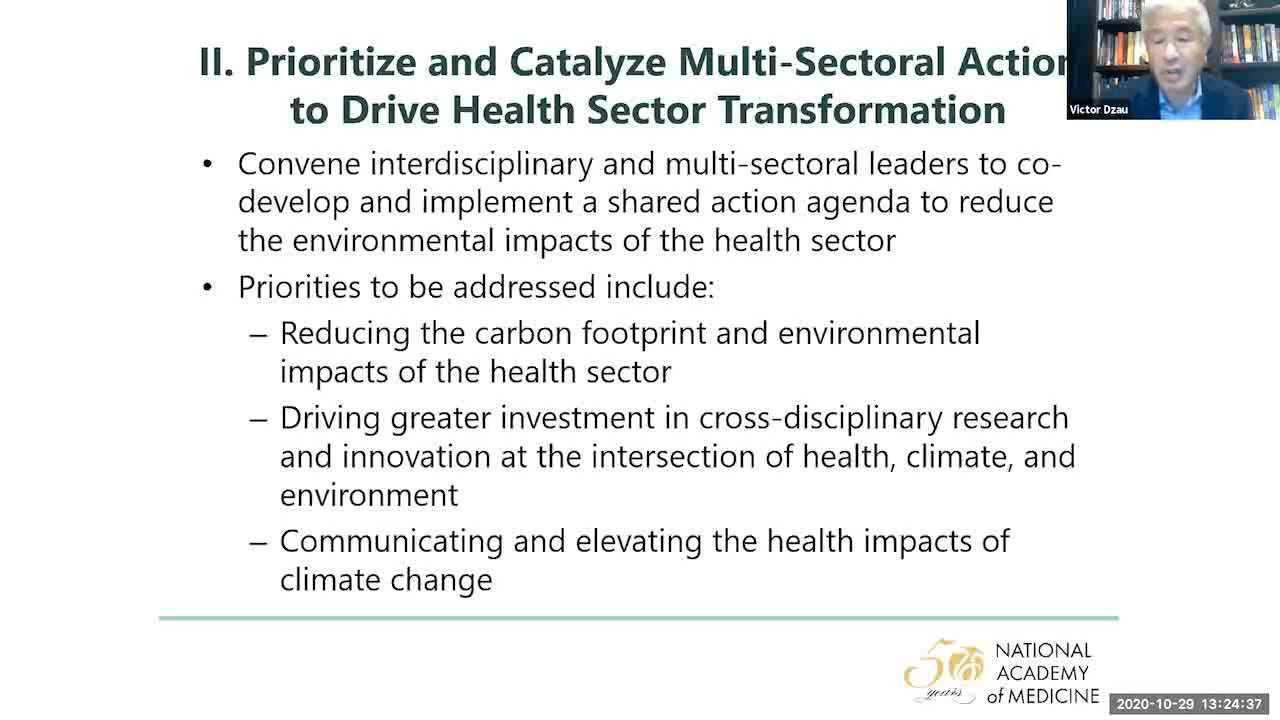 II. Prioritize and Catalyze Multi-Sectoral Action
to Drive Health Sector Transformation
Victor Dzau
• Convene interdisciplinary and multi-sectoral leaders to co-
develop and implement a shared action agenda to reduce
the environmental impacts of the health sector
• Priorities to be addressed include:
– Reducing the carbon footprint and environmental
impacts of the health sector
– Driving greater investment in cross-disciplinary research
and innovation at the intersection of health, climate, and
environment
– Communicating and elevating the health impacts of
climate change
50 years
NATIONAL
ACADEMY
of MEDICINE
2020-10-29 13:24:37